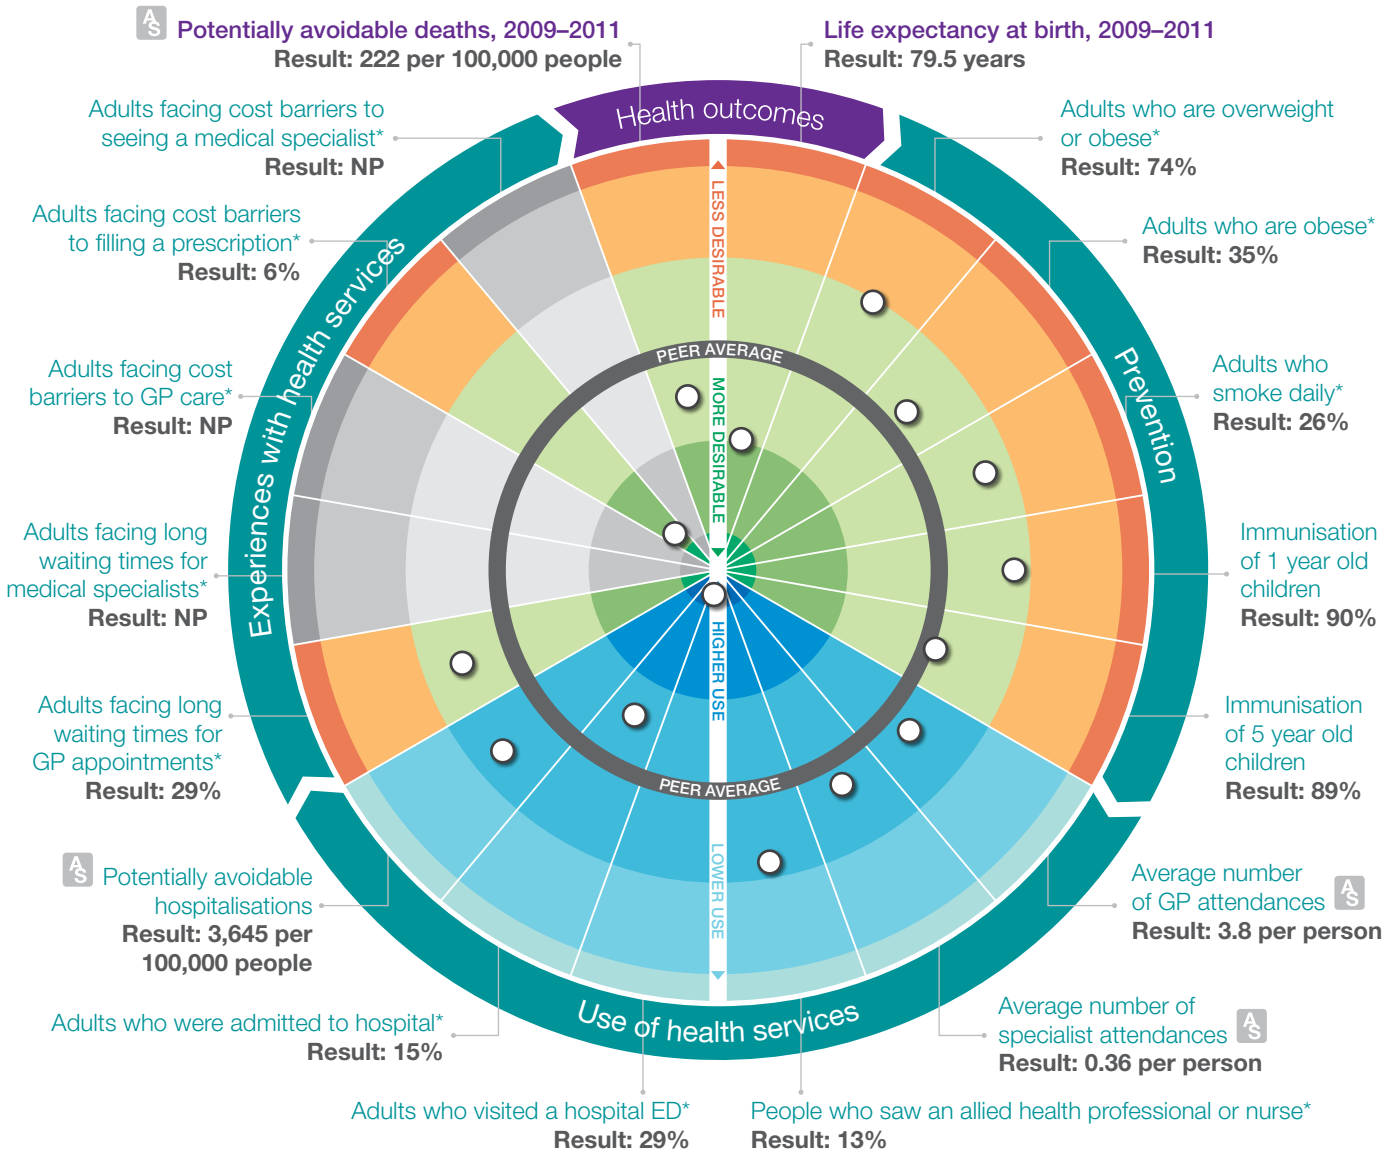 AS Potentially avoidable deaths, 2009–2011
Result: 222 per 100,000 people
Life expectancy at birth, 2009–2011
Result: 79.5 years
Adults facing cost barriers to
seeing a medical specialist*
Result: NP
Health outcomes
Adults who are overweight
or obese*
Result: 74%
Adults facing cost barriers
to filling a prescription*
Result: 6%
Adults who are obese*
Result: 35%
LESS DESIRABLE
PEER AVERAGE
MORE DESIRABLE
Experiences with health services
Prevention
Adults facing cost
barriers to GP care*
Result: NP
Adults who
smoke daily*
Result: 26%
Adults facing long
waiting times for
medical specialists*
Result: NP
Immunisation
of 1 year old
children
Result: 90%
HIGHER USE
PEER AVERAGE
LOWER USE
Adults facing long
waiting times for
GP appointments*
Result: 29%
Immunisation
of 5 year old
children
Result: 89%
AS Potentially avoidable
hospitalisations
Result: 3,645 per
100,000 people
Average number
of GP attendances AS
Result: 3.8 per person
Use of health services
Adults who were admitted to hospital*
Result: 15%
Average number of
specialist attendances AS
Result: 0.36 per person
Adults who visited a hospital ED*
Result: 29%
People who saw an allied health professional or nurse*
Result: 13%